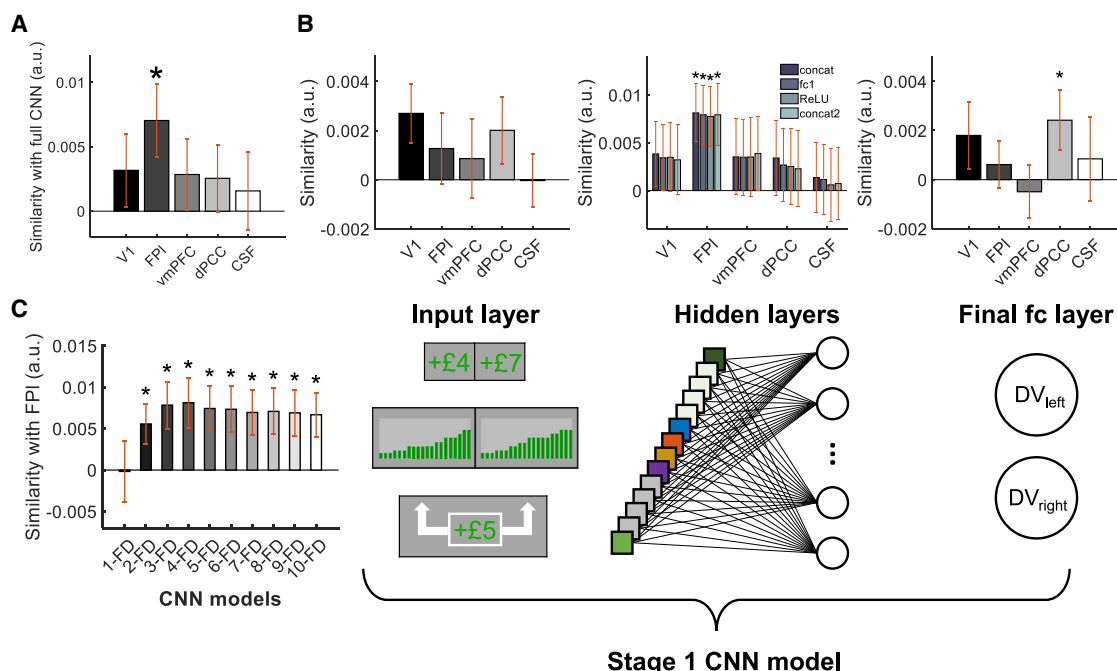 A
Similarity with full CNN (a.u.)
0.01
0.005
0
*
V1
FPI
vmPFC
dPCC
CSF
B
Similarity (a.u.)
0.004
0.002
0
-0.002
V1
FPI
vmPFC
dPCC
CSF
Similarity (a.u.)
0.01
0.005
0
* * * *
concat
fc1
ReLU
concat2
V1
FPI
vmPFC
dPCC
CSF
Similarity (a.u.)
0.004
0.002
0
-0.002
*
V1
FPI
vmPFC
dPCC
CSF
C
Similarity with FPI (a.u.)
0.015
0.01
0.005
0
-0.005
* * * * * * * * *
1-FD
2-FD
3-FD
4-FD
5-FD
6-FD
7-FD
8-FD
9-FD
10-FD
CNN models
Input layer
+£4 +£7
+£5
Hidden layers
Final fc layer
DVleft
DVright
Stage 1 CNN model